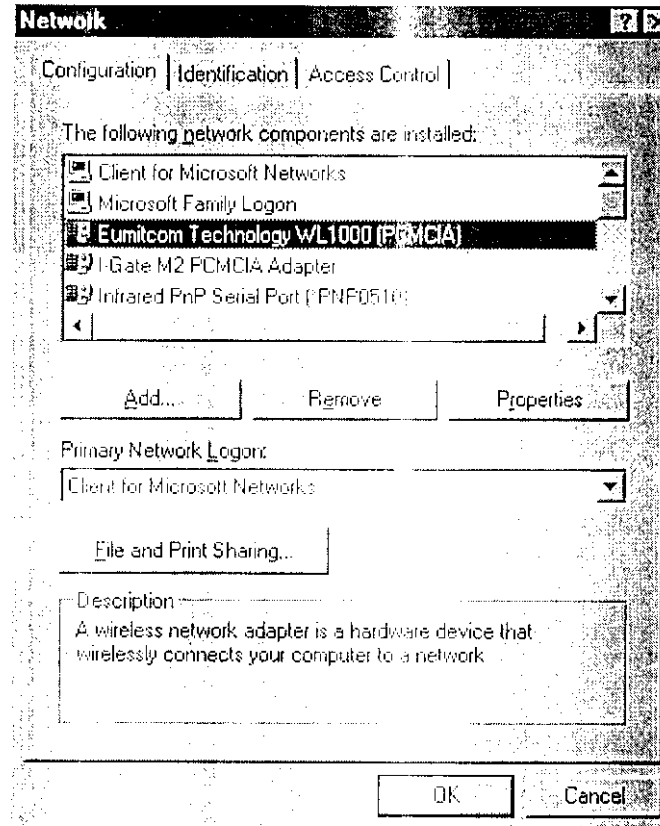 Network
Configuration Identification Access Control
The following network components are installed:
Client for Microsoft Networks
Microsoft Family Logon
Eumitcom Technology WL1000 (PCMCIA)
I-Gate M2 PCMCIA Adapter
Infrared PnP Serial Port (*PNP0510)
Add... Remove Properties
Primary Network Logon:
Client for Microsoft Networks
File and Print Sharing...
Description
A wireless network adapter is a hardware device that
wirelessly connects your computer to a network
OK Cancel